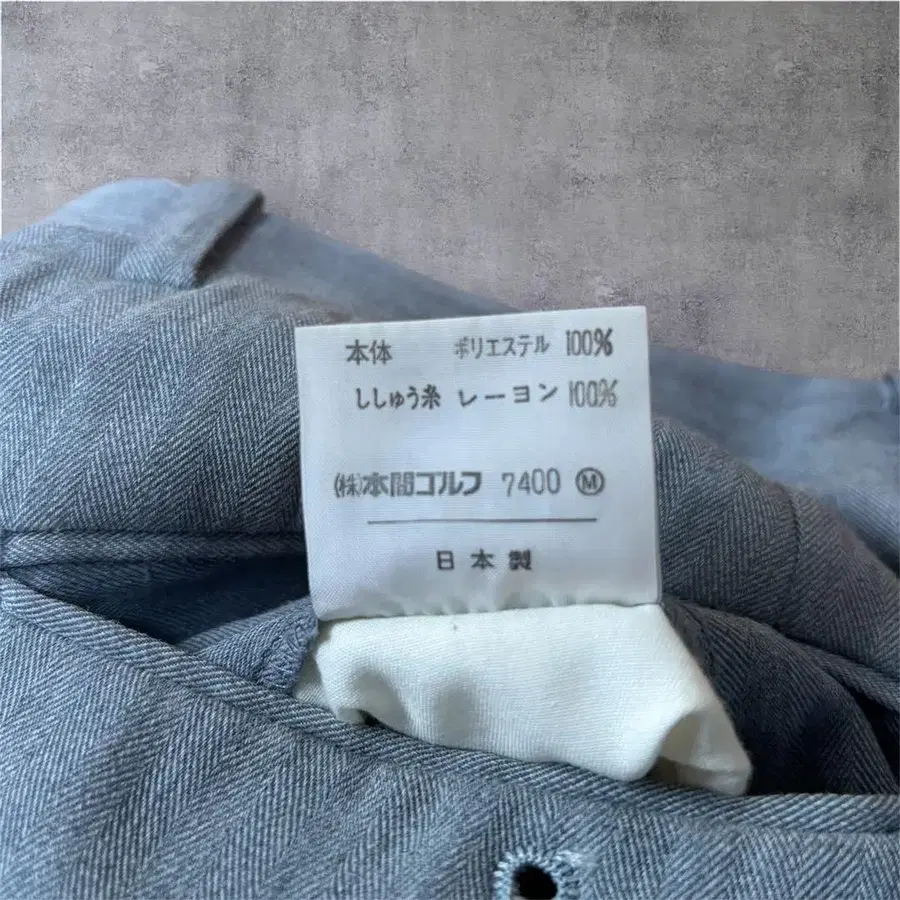 本体 ポリエステル 100%
ししゅう糸 レーヨン 100%
(株)本間ゴルフ 7400 Ⓜ
日本製